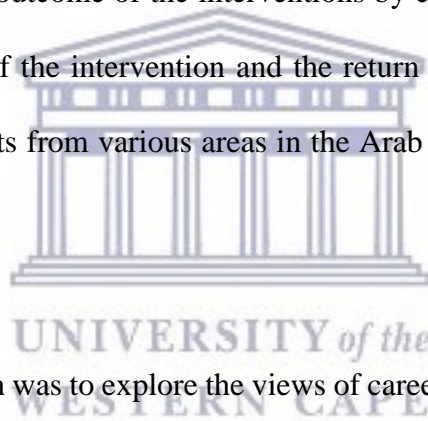 outcome of the interventions by
f the intervention and the return
ts from various areas in the Arab
UNIVERSITY of the
n was to explore the views of career
WESTERN CAPE